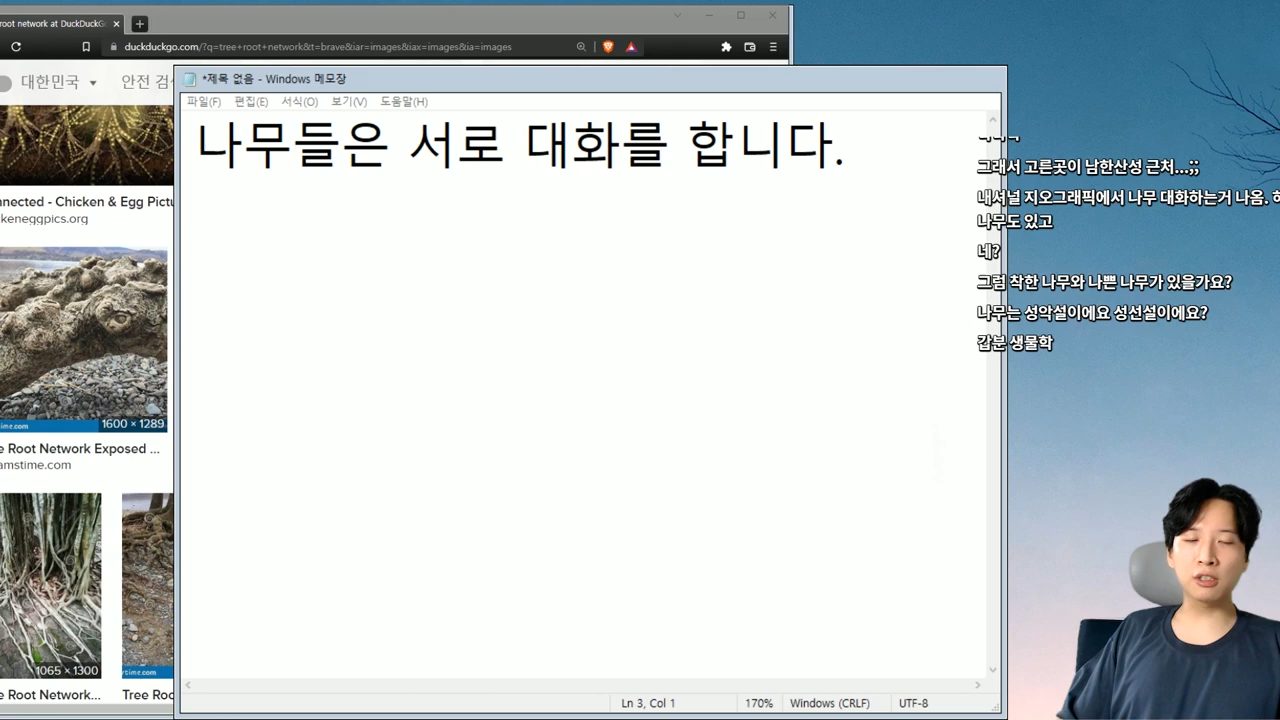 root network at DuckDuckG
duckduckgo.com/?q=tree+root+network&t=brave&iar=images&iax=images&ia=images
대한민국
안전 검색
nnected - Chicken & Egg Pictu
keneggpics.org
ime.com
1600 × 1289
e Root Network Exposed ...
amstime.com
1065 × 1300
rtime.com
e Root Network...
Tree Roo
*제목 없음 - Windows 메모장
파일(F) 편집(E) 서식(O) 보기(V) 도움말(H)
나무들은 서로 대화를 합니다.
Ln 3, Col 1 170% Windows (CRLF) UTF-8
그래서 고른곳이 남한산성 근처...;;
내셔널 지오그래픽에서 나무 대화하는거 나옴.
나무도 있고
네?
그럼 착한 나무와 나쁜 나무가 있을가요?
나무는 성악설이에요 성선설이에요?
갑분 생물학